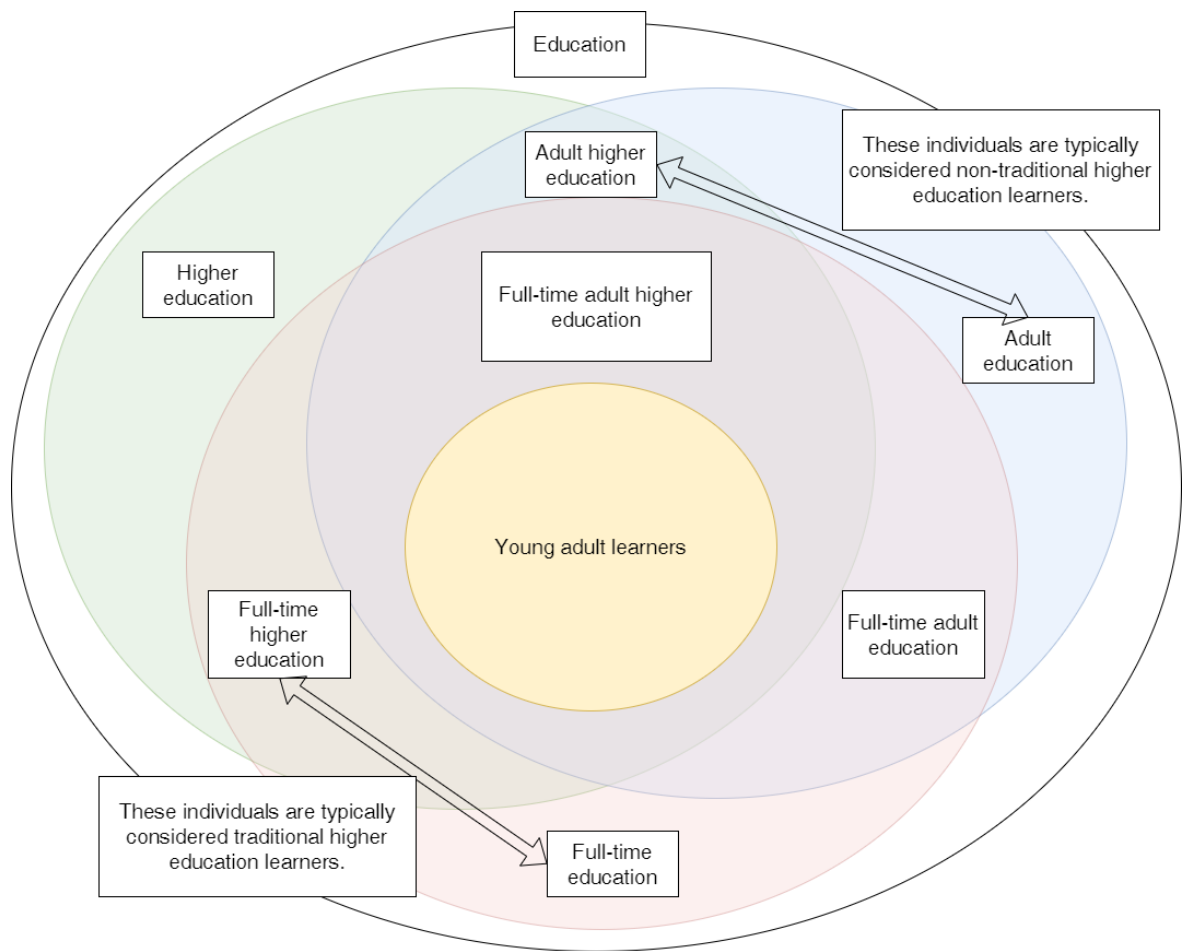 Education
Adult higher
education
These individuals are typically
considered non-traditional higher
education learners.
Higher
education
Full-time adult higher
education
Adult
education
Young adult learners
Full-time
higher
education
Full-time adult
education
These individuals are typically
considered traditional higher
education learners.
Full-time
education